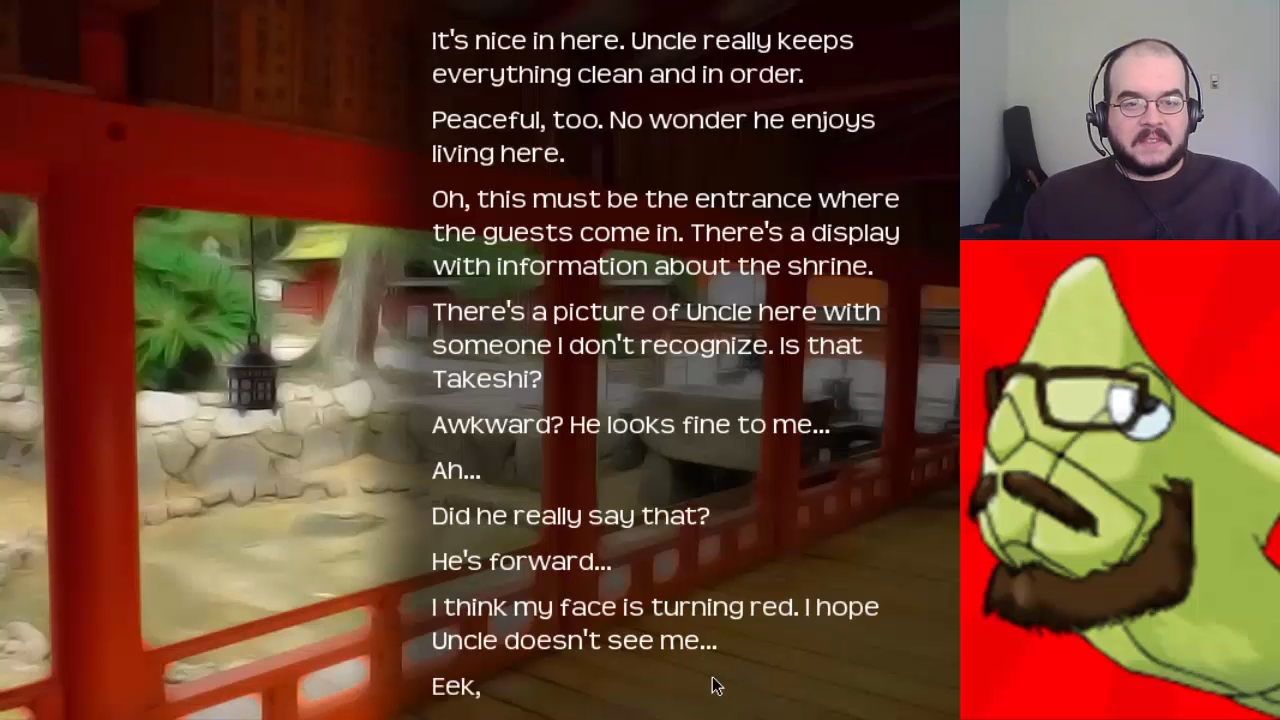 It's nice in here. Uncle really keeps
everything clean and in order.
Peaceful, too. No wonder he enjoys
living here.
Oh, this must be the entrance where
the guests come in. There's a display
with information about the shrine.
There's a picture of Uncle here with
someone I don't recognize. Is that
Takeshi?
Awkward? He looks fine to me...
Ah...
Did he really say that?
He's forward...
I think my face is turning red. I hope
Uncle doesn't see me...
Eek,